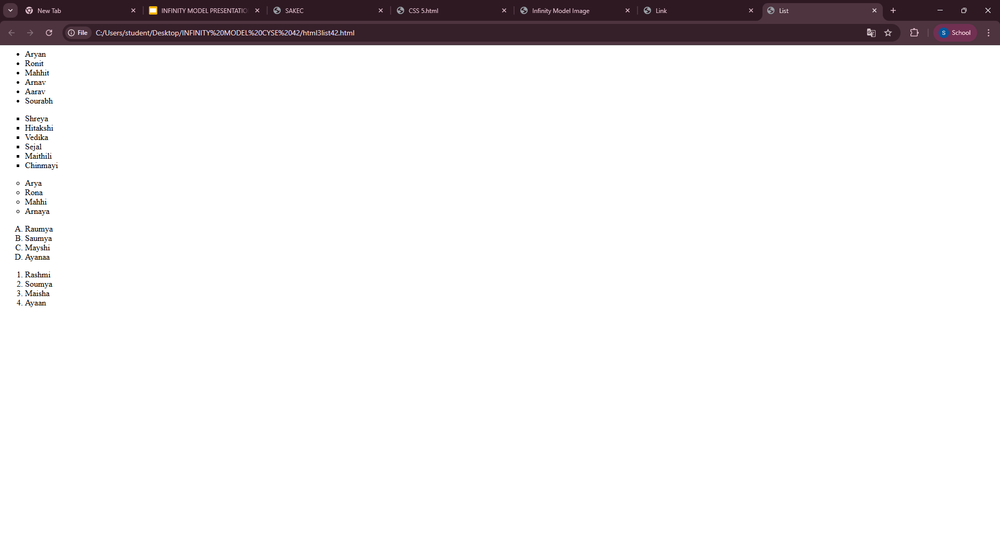 New Tab
INFINITY MODEL PRESENTATIO
SAKEC
CSS 5.html
Infinity Model Image
Link
List
File
C:/Users/student/Desktop/INFINITY%20MODEL%20CYSE%2042/html3list42.html
S School
• Aryan
• Ronit
• Mahhit
• Arnav
• Aarav
• Sourabh
▪ Shreya
▪ Hitakshi
▪ Vedika
▪ Sejal
▪ Maithili
▪ Chinmayi
◦ Arya
◦ Rona
◦ Mahhi
◦ Arnaya
A. Raumya
B. Saumya
C. Mayshi
D. Ayanaa
1. Rashmi
2. Soumya
3. Maisha
4. Ayaan